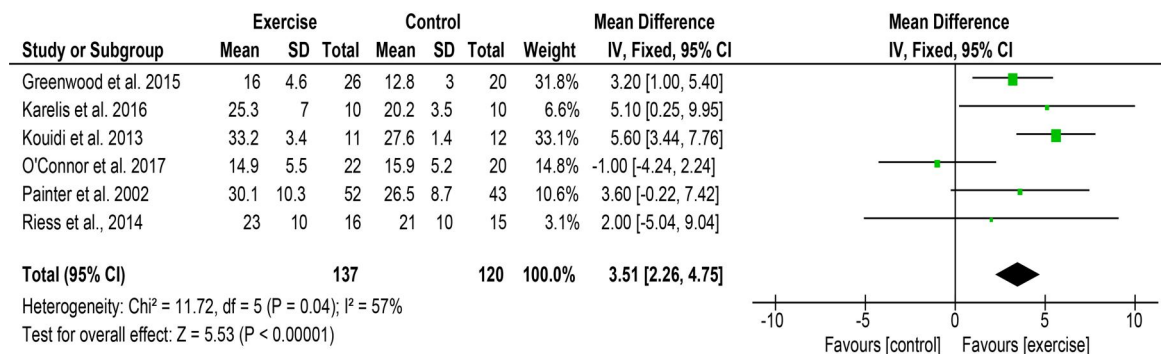 Exercise Control Mean Difference Mean Difference
Study or Subgroup Mean SD Total Mean SD Total Weight IV, Fixed, 95% CI IV, Fixed, 95% CI
Greenwood et al. 2015 16 4.6 26 12.8 3 20 31.8% 3.20 [1.00, 5.40]
Karelis et al. 2016 25.3 7 10 20.2 3.5 10 6.6% 5.10 [0.25, 9.95]
Kouidi et al. 2013 33.2 3.4 11 27.6 1.4 12 33.1% 5.60 [3.44, 7.76]
O'Connor et al. 2017 14.9 5.5 22 15.9 5.2 20 14.8% -1.00 [-4.24, 2.24]
Painter et al. 2002 30.1 10.3 52 26.5 8.7 43 10.6% 3.60 [-0.22, 7.42]
Riess et al., 2014 23 10 16 21 10 15 3.1% 2.00 [-5.04, 9.04]
Total (95% CI) 137 120 100.0% 3.51 [2.26, 4.75]
Heterogeneity: Chi² = 11.72, df = 5 (P = 0.04); I² = 57%
Test for overall effect: Z = 5.53 (P < 0.00001)
-10 -5 0 5 10
Favours [control] Favours [exercise]